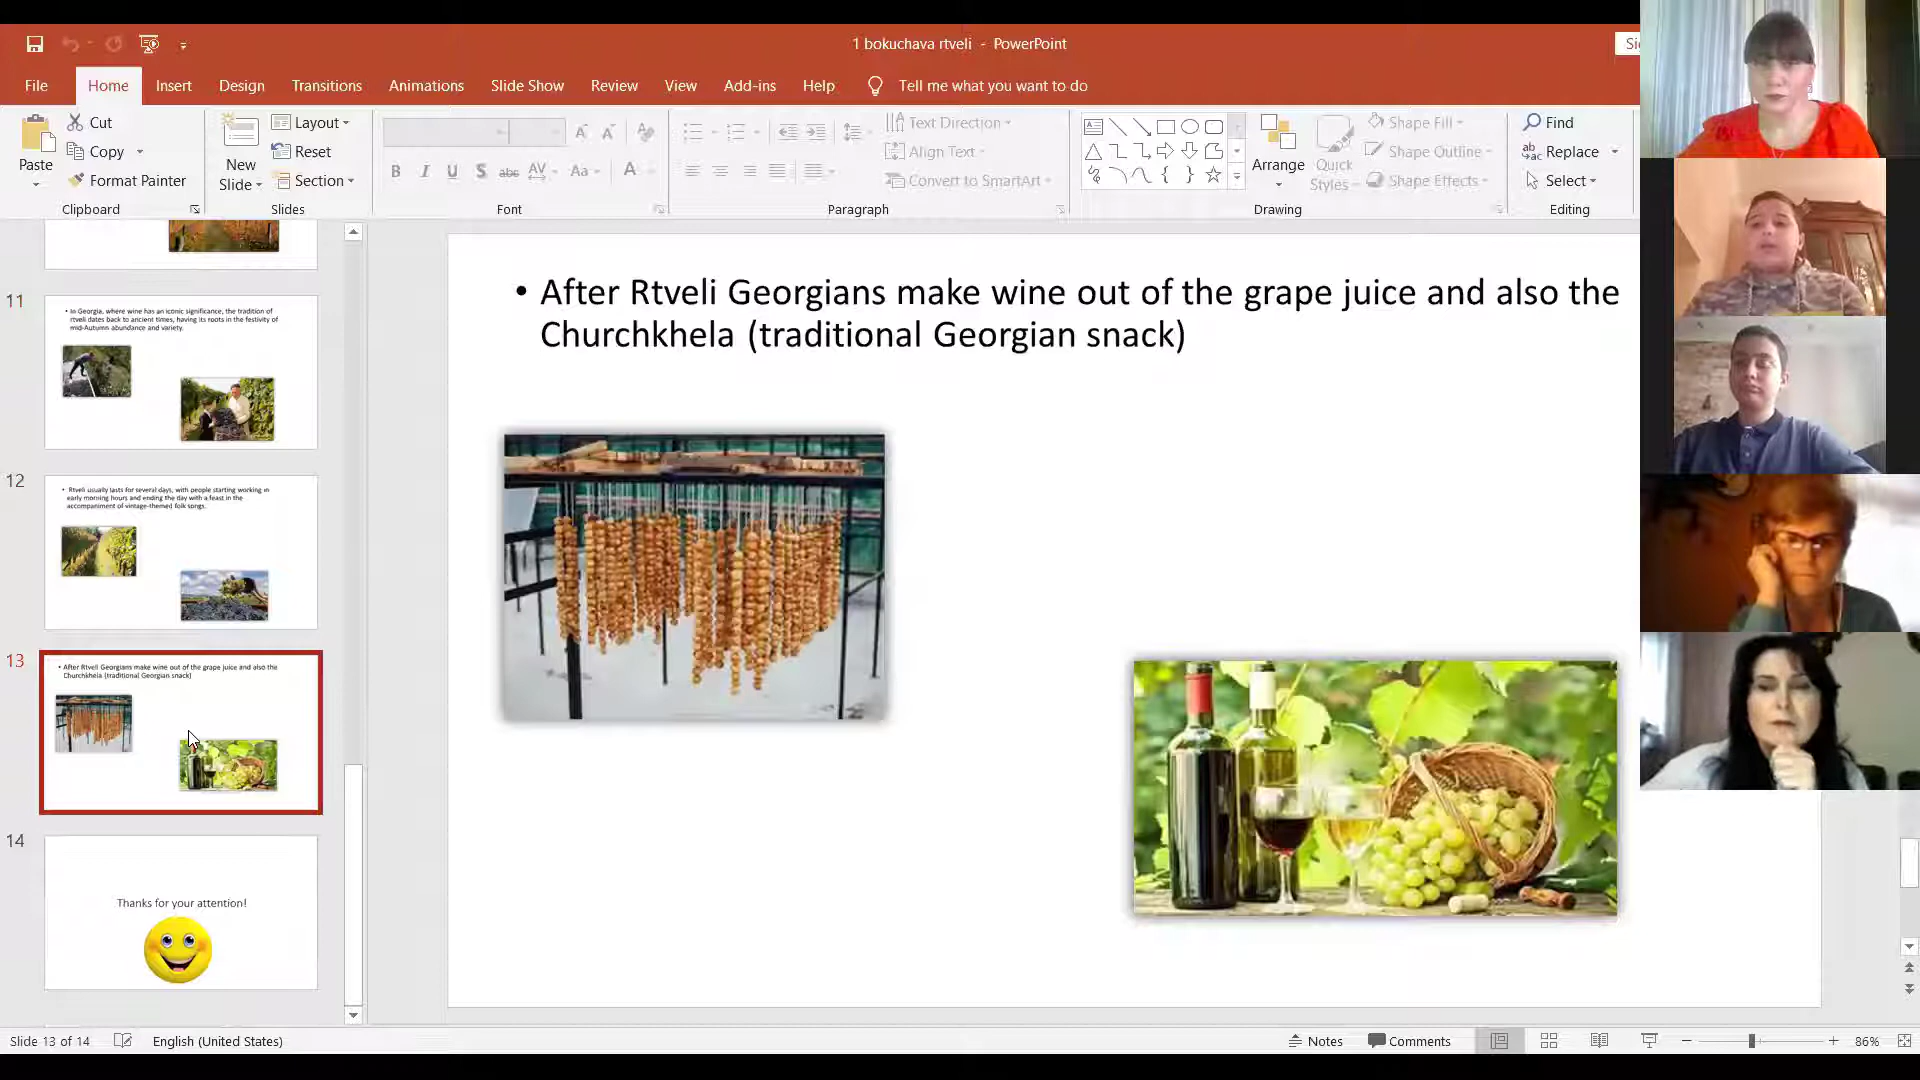 1 bokuchava rtveli - PowerPoint
File Home Insert Design Transitions Animations Slide Show Review View Add-ins Help Tell me what you want to do
Paste
Cut
Copy
Format Painter
Clipboard
New
Slide
Layout
Reset
Section
Slides
Font
Text Direction
Align Text
Convert to SmartArt
Paragraph
Arrange
Quick
Styles
Shape Fill
Shape Outline
Shape Effects
Drawing
Find
Replace
Select
Editing
11
• In Georgia, where wine has an iconic significance, the tradition of
rtveli dates back to ancient times, having its roots in the festivity of
mid-Autumn abundance and variety.
12
• Rtveli usually lasts for several days, with people starting working in
early morning hours and ending the day with a feast in the
accompaniment of vintage-themed folk songs.
13
• After Rtveli Georgians make wine out of the grape juice and also the
Churchkhela (traditional Georgian snack)
14
Thanks for your attention!
• After Rtveli Georgians make wine out of the grape juice and also the
Churchkhela (traditional Georgian snack)
Slide 13 of 14 English (United States) Notes Comments 86%